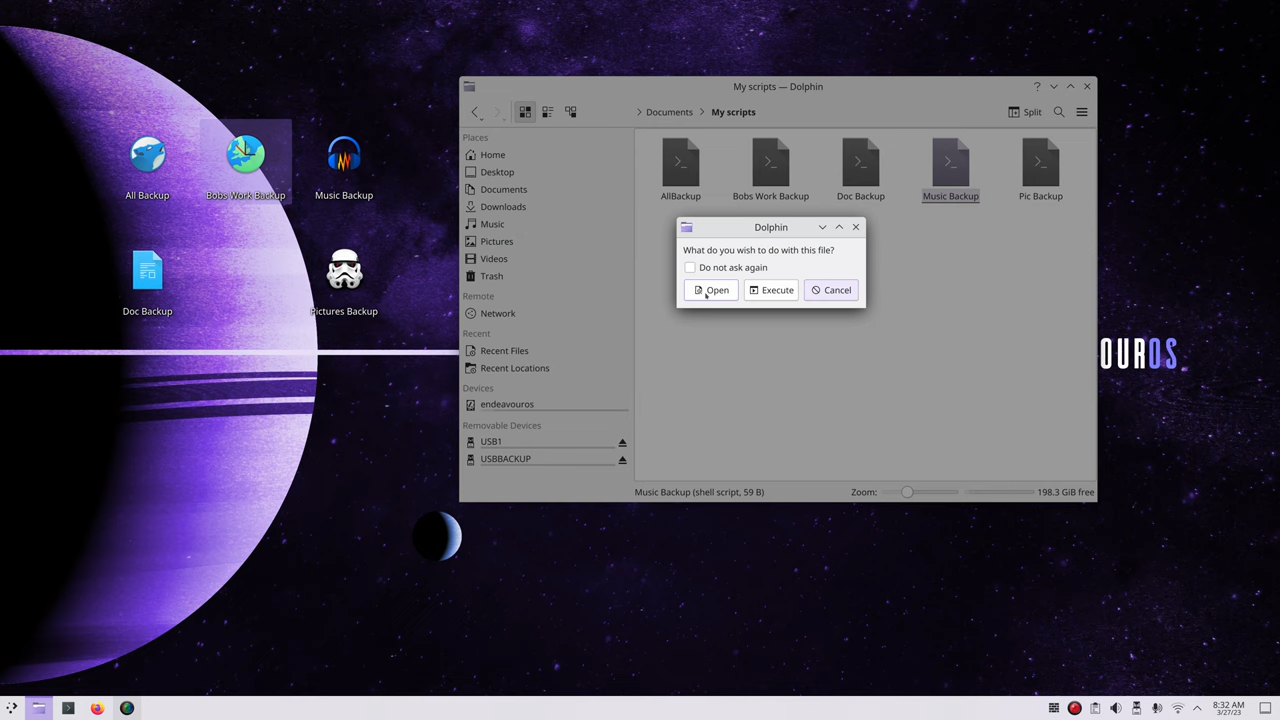 All Backup
Bobs Work Backup
Music Backup
Doc Backup
Pictures Backup
My scripts — Dolphin
Documents
My scripts
Split
Places
Home
Desktop
Documents
Downloads
Music
Pictures
Videos
Trash
Remote
Network
Recent
Recent Files
Recent Locations
Devices
endeavouros
Removable Devices
USB1
USBBACKUP
AllBackup
Bobs Work Backup
Doc Backup
Music Backup
Pic Backup
Dolphin
What do you wish to do with this file?
Do not ask again
Open
Execute
Cancel
Music Backup (shell script, 59 B)
Zoom:
198.3 GiB free
OUROS
8:32 AM
3/27/23